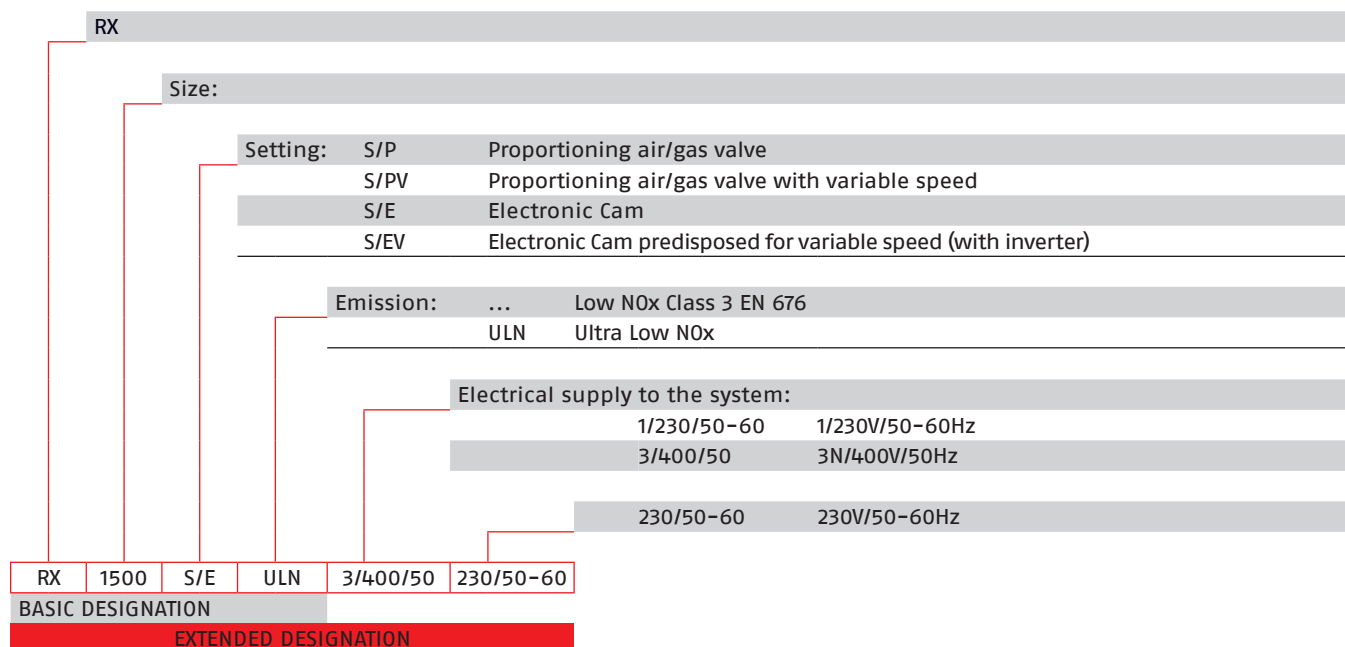 RX
Size:
Setting: S/P Proportioning air/gas valve
S/PV Proportioning air/gas valve with variable speed
S/E Electronic Cam
S/EV Electronic Cam predisposed for variable speed (with inverter)
Emission: ... Low N0x Class 3 EN 676
ULN Ultra Low N0x
Electrical supply to the system:
1/230/50-60 1/230V/50-60Hz
3/400/50 3N/400V/50Hz
230/50-60 230V/50-60Hz
RX 1500 S/E ULN 3/400/50 230/50-60
BASIC DESIGNATION
EXTENDED DESIGNATION